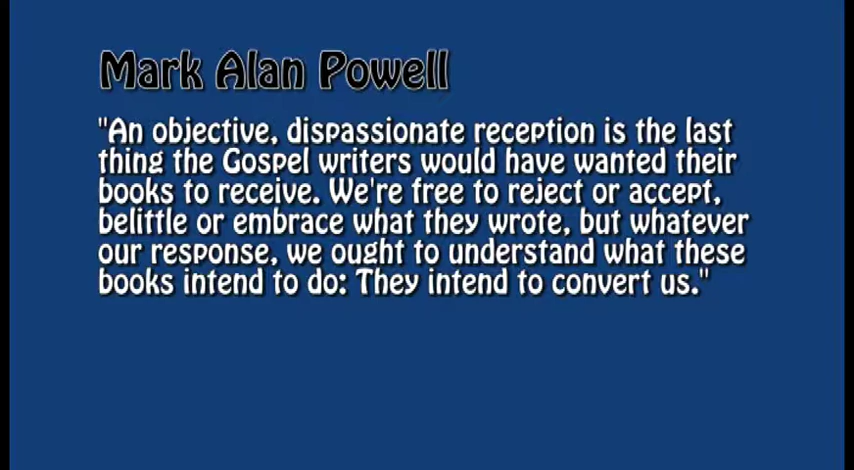 Mark Alan Powell
"An objective, dispassionate reception is the last
thing the Gospel writers would have wanted their
books to receive. We're free to reject or accept,
belittle or embrace what they wrote, but whatever
our response, we ought to understand what these
books intend to do: They intend to convert us."